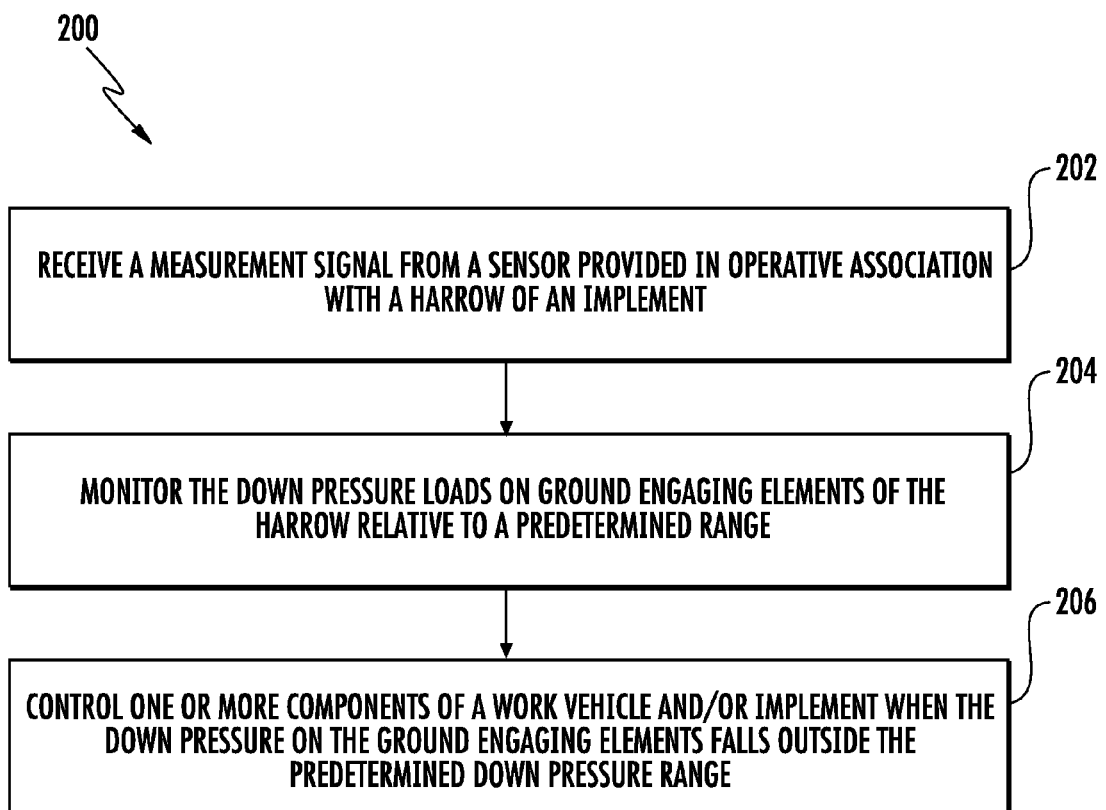 200
202
RECEIVE A MEASUREMENT SIGNAL FROM A SENSOR PROVIDED IN OPERATIVE ASSOCIATION
WITH A HARROW OF AN IMPLEMENT
204
MONITOR THE DOWN PRESSURE LOADS ON GROUND ENGAGING ELEMENTS OF THE
HARROW RELATIVE TO A PREDETERMINED RANGE
206
CONTROL ONE OR MORE COMPONENTS OF A WORK VEHICLE AND/OR IMPLEMENT WHEN THE
DOWN PRESSURE ON THE GROUND ENGAGING ELEMENTS FALLS OUTSIDE THE
PREDETERMINED DOWN PRESSURE RANGE